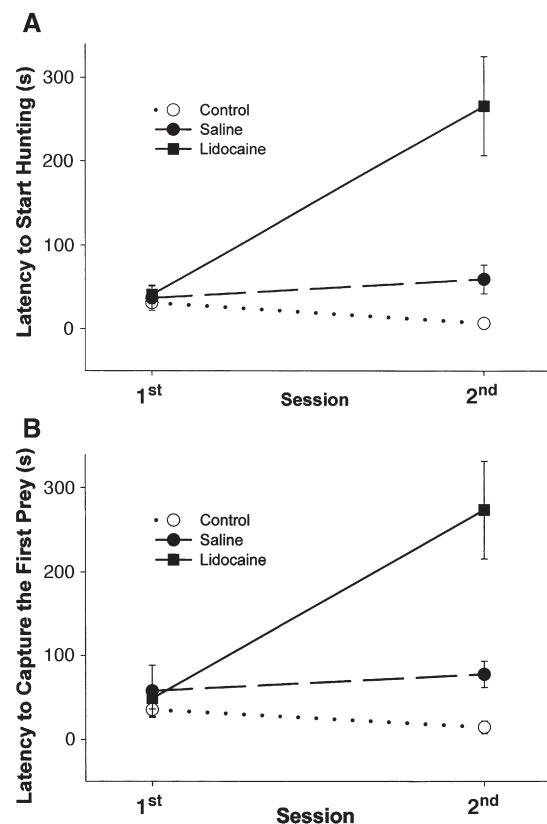 A
Latency to Start Hunting (s)
300
200
100
0
Control
Saline
Lidocaine
1st
Session
2nd
B
Latency to Capture the First Prey (s)
300
200
100
0
Control
Saline
Lidocaine
1st
Session
2nd